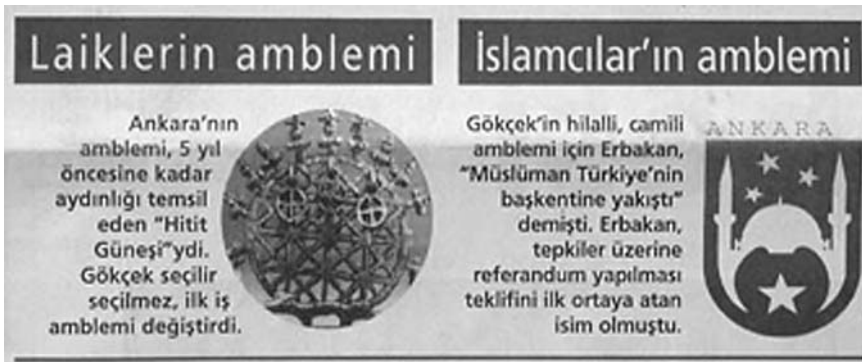 Laiklerin amblemi
Ankara'nın
amblemi, 5 yıl
öncesine kadar
aydınlığı temsil
eden "Hitit
Güneşi"ydi.
Gökçek seçilir
seçilmez, ilk iş
amblemi değiştirdi.
İslamcılar'ın amblemi
Gökçek'in hilalli, camili
amblemi için Erbakan,
"Müslüman Türkiye'nin
başkentine yakıştı"
demişti. Erbakan,
tepkiler üzerine
referandum yapılması
teklifini ilk ortaya atan
isim olmuştu.
ANKARA